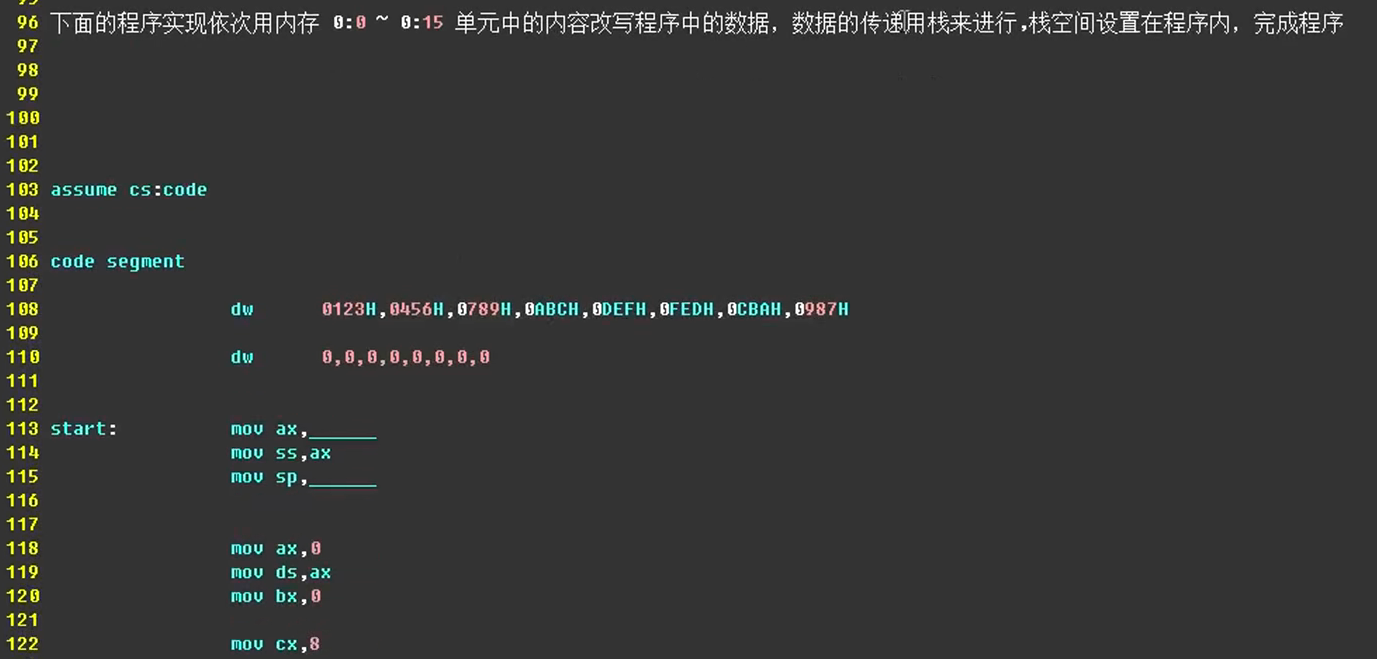 95
96 下面的程序实现依次用内存 0:0 ~ 0:15 单元中的内容改写程序中的数据，数据的传递用栈来进行,栈空间设置在程序内，完成程序
97
98
99
100
101
102
103 assume cs:code
104
105
106 code segment
107
108 dw 0123H,0456H,0789H,0ABCH,0DEFH,0FEDH,0CBAH,0987H
109
110 dw 0,0,0,0,0,0,0,0
111
112
113 start: mov ax,______
114 mov ss,ax
115 mov sp,______
116
117
118 mov ax,0
119 mov ds,ax
120 mov bx,0
121
122 mov cx,8